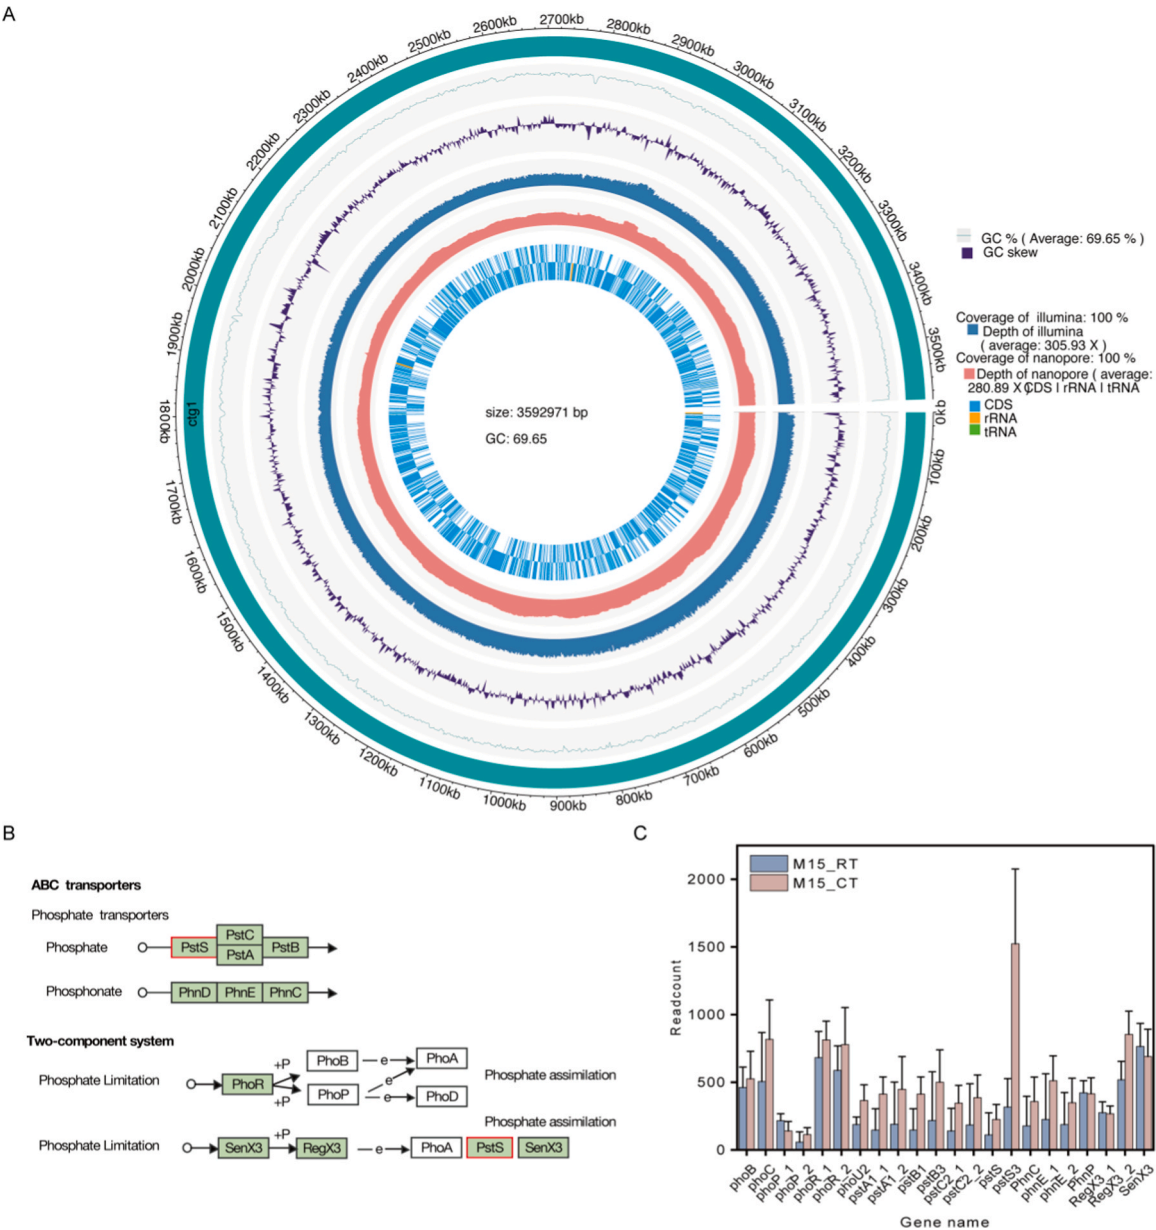 A
0kb
100kb
200kb
300kb
400kb
500kb
600kb
700kb
800kb
900kb
1000kb
1100kb
1200kb
1300kb
1400kb
1500kb
1600kb
1700kb
1800kb
1900kb
2000kb
2100kb
2200kb
2300kb
2400kb
2500kb
2600kb
2700kb
2800kb
2900kb
3000kb
3100kb
3200kb
3300kb
3400kb
3500kb
ctg1
size: 3592971 bp
GC: 69.65
GC % ( Average: 69.65 % )
GC skew
Coverage of illumina: 100 %
Depth of illumina
( average: 305.93 X )
Coverage of nanopore: 100 %
Depth of nanopore ( average:
280.89 X )CDS I rRNA I tRNA
CDS
rRNA
tRNA
B
ABC transporters
Phosphate transporters
Phosphate PstS PstC PstA PstB
Phosphonate PhnD PhnE PhnC
Two-component system
Phosphate Limitation PhoR +P +P PhoB e PhoA
PhoP e e PhoD
Phosphate assimilation
Phosphate assimilation
Phosphate Limitation SenX3 +P RegX3 e PhoA PstS SenX3
C
M15_RT
M15_CT
Readcount
2000
1500
1000
500
0
phoB
phoC
phoP_1
phoP_2
phoR_1
phoR_2
phoU2
pstA1_1
pstA1_2
pstB1
pstB3
pstC2_1
pstC2_2
pstS
pstS3
PhnC
phnE_1
phnE_2
PhnP
RegX3_1
RegX3_2
SenX3
Gene name